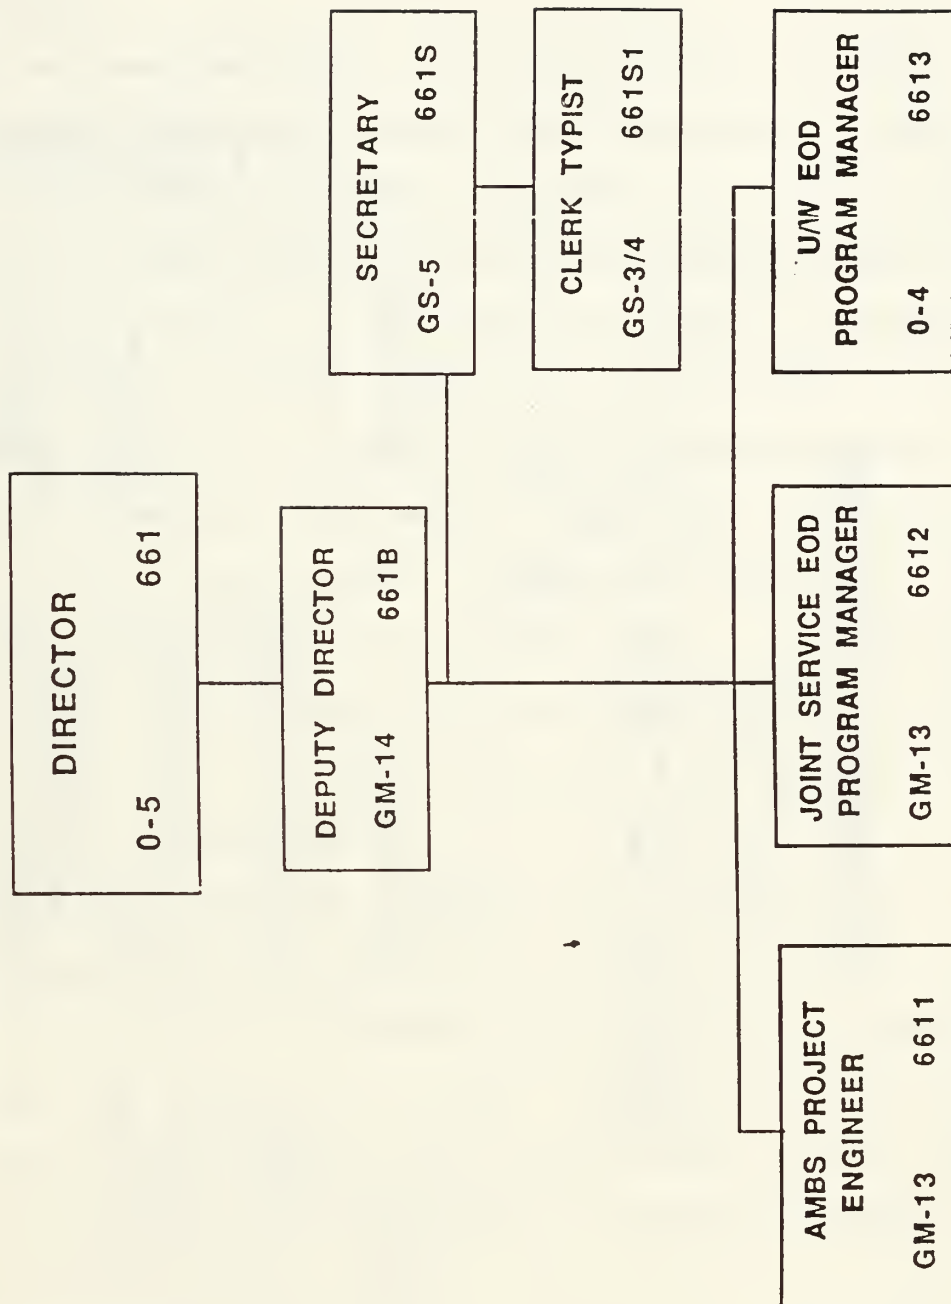 DIRECTOR
0-5 661
DEPUTY DIRECTOR
GM-14 661B
SECRETARY
GS-5 661S
CLERK TYPIST
GS-3/4 661S1
AMBS PROJECT
ENGINEER
GM-13 6611
JOINT SERVICE EOD
PROGRAM MANAGER
GM-13 6612
U/W EOD
PROGRAM MANAGER
0-4 6613